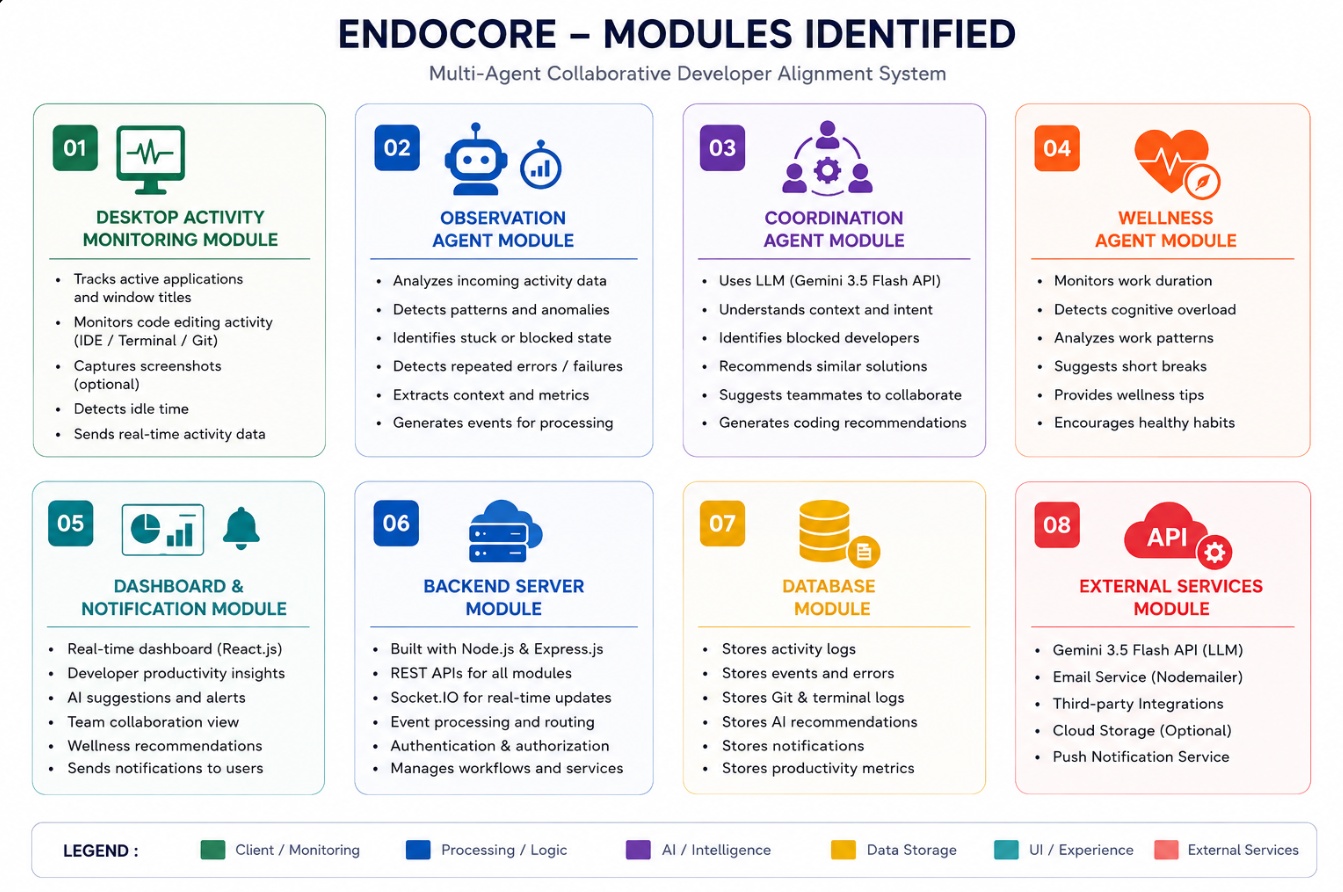 ENDOCORE – MODULES IDENTIFIED
Multi-Agent Collaborative Developer Alignment System
01
DESKTOP ACTIVITY
MONITORING MODULE
• Tracks active applications
and window titles
• Monitors code editing activity
(IDE / Terminal / Git)
• Captures screenshots
(optional)
• Detects idle time
• Sends real-time activity data
02
OBSERVATION
AGENT MODULE
• Analyzes incoming activity data
• Detects patterns and anomalies
• Identifies stuck or blocked state
• Detects repeated errors / failures
• Extracts context and metrics
• Generates events for processing
03
COORDINATION
AGENT MODULE
• Uses LLM (Gemini 3.5 Flash API)
• Understands context and intent
• Identifies blocked developers
• Recommends similar solutions
• Suggests teammates to collaborate
• Generates coding recommendations
04
WELLNESS
AGENT MODULE
• Monitors work duration
• Detects cognitive overload
• Analyzes work patterns
• Suggests short breaks
• Provides wellness tips
• Encourages healthy habits
05
DASHBOARD &
NOTIFICATION MODULE
• Real-time dashboard (React.js)
• Developer productivity insights
• AI suggestions and alerts
• Team collaboration view
• Wellness recommendations
• Sends notifications to users
06
BACKEND SERVER
MODULE
• Built with Node.js & Express.js
• REST APIs for all modules
• Socket.IO for real-time updates
• Event processing and routing
• Authentication & authorization
• Manages workflows and services
07
DATABASE
MODULE
• Stores activity logs
• Stores events and errors
• Stores Git & terminal logs
• Stores AI recommendations
• Stores notifications
• Stores productivity metrics
08
API
EXTERNAL SERVICES
MODULE
• Gemini 3.5 Flash API (LLM)
• Email Service (Nodemailer)
• Third-party Integrations
• Cloud Storage (Optional)
• Push Notification Service
LEGEND : Client / Monitoring Processing / Logic AI / Intelligence Data Storage UI / Experience External Services